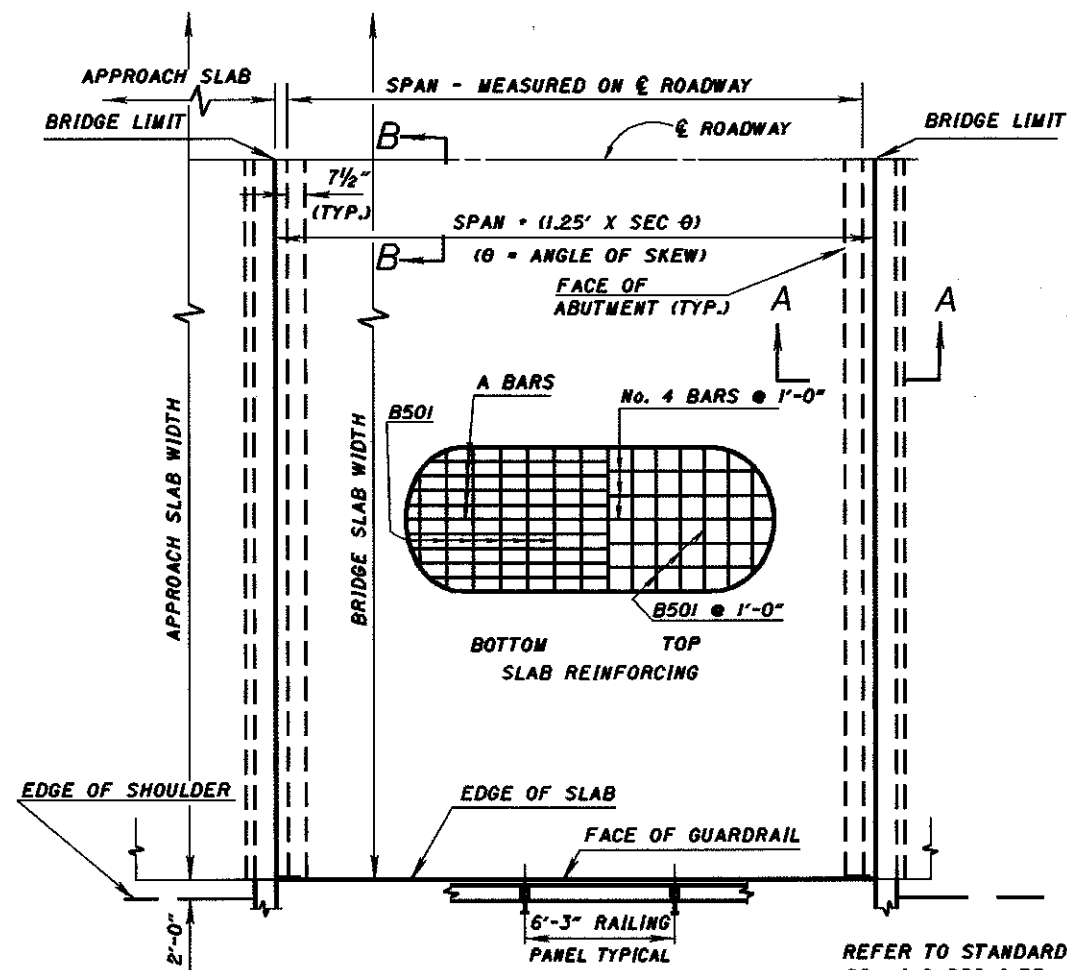 APPROACH SLAB
SPAN - MEASURED ON ℄ ROADWAY
BRIDGE LIMIT
B
℄ ROADWAY
BRIDGE LIMIT
7½"
(TYP.)
SPAN + (1.25' X SEC θ)
B
(θ = ANGLE OF SKEW)
FACE OF
ABUTMENT (TYP.)
A
A
A BARS
No. 4 BARS @ 1'-0"
B501
APPROACH SLAB WIDTH
BRIDGE SLAB WIDTH
B501 @ 1'-0"
BOTTOM
TOP
SLAB REINFORCING
EDGE OF SHOULDER
EDGE OF SLAB
FACE OF GUARDRAIL
2'-0"
6'-3" RAILING
PANEL TYPICAL
REFER TO STANDARD